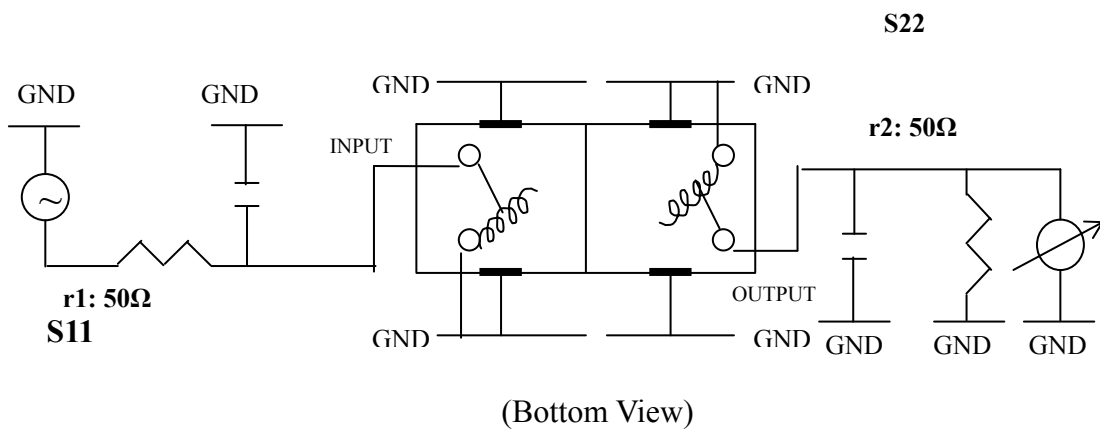 S22
GND
GND
GND
GND
r2: 50Ω
INPUT
r1: 50Ω
S11
OUTPUT
GND
GND
GND
GND
GND
(Bottom View)